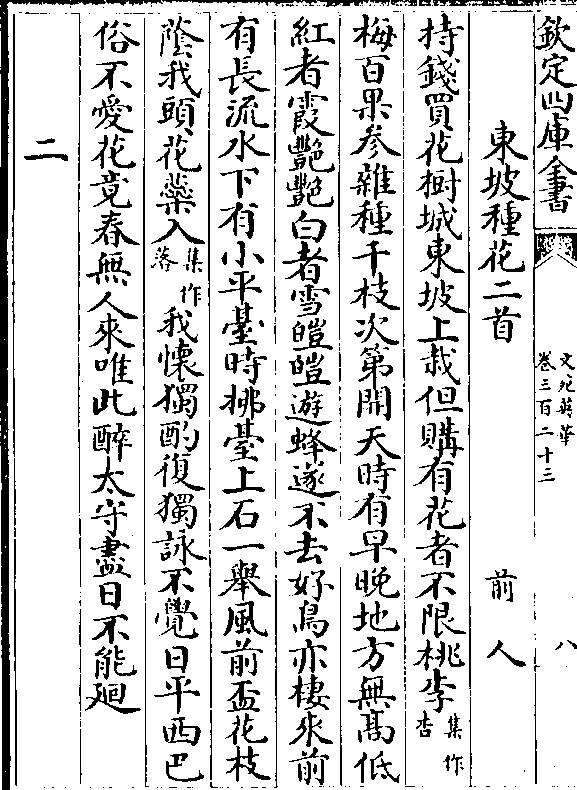 欽定四庫全書
文苑英華
卷三百二十三
八
東坡種花二首　前人
持錢買花樹城東坡上栽但購有花者不限桃李集作杏
梅百果参雜種千枝次第開天時有早晚地方無髙低
紅者霞艷艷白者雪皚皚遊蜂遂不去好鳥亦棲來前
有長流水下有小平臺時拂臺上石一舉風前盃花枝
蔭我頭花蘂入集作落我懷獨酌復獨詠不覺日平西巴
俗不愛花竟春無人來唯此醉太守盡日不能廻
二